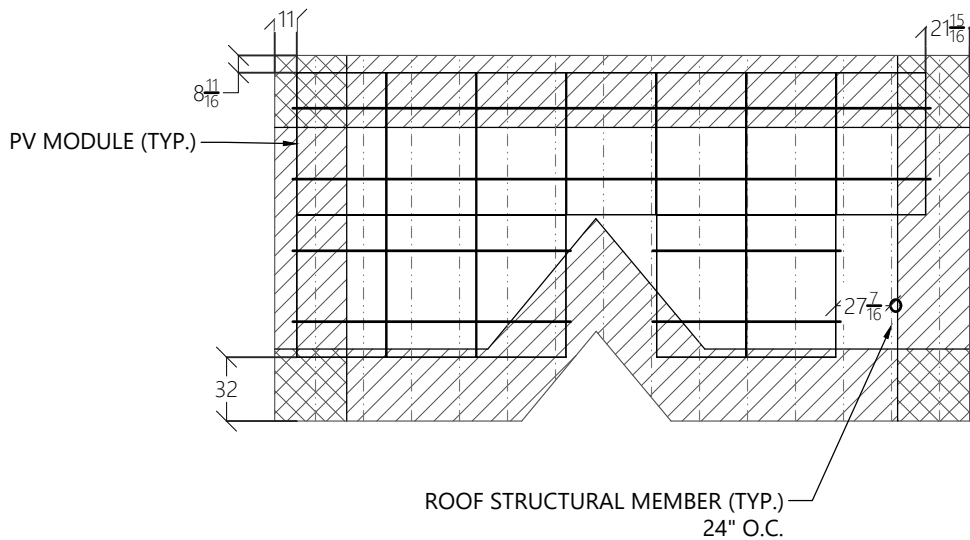 11
21 15/16
8 11/16
PV MODULE (TYP.)
27 7/16
32
ROOF STRUCTURAL MEMBER (TYP.)
24" O.C.